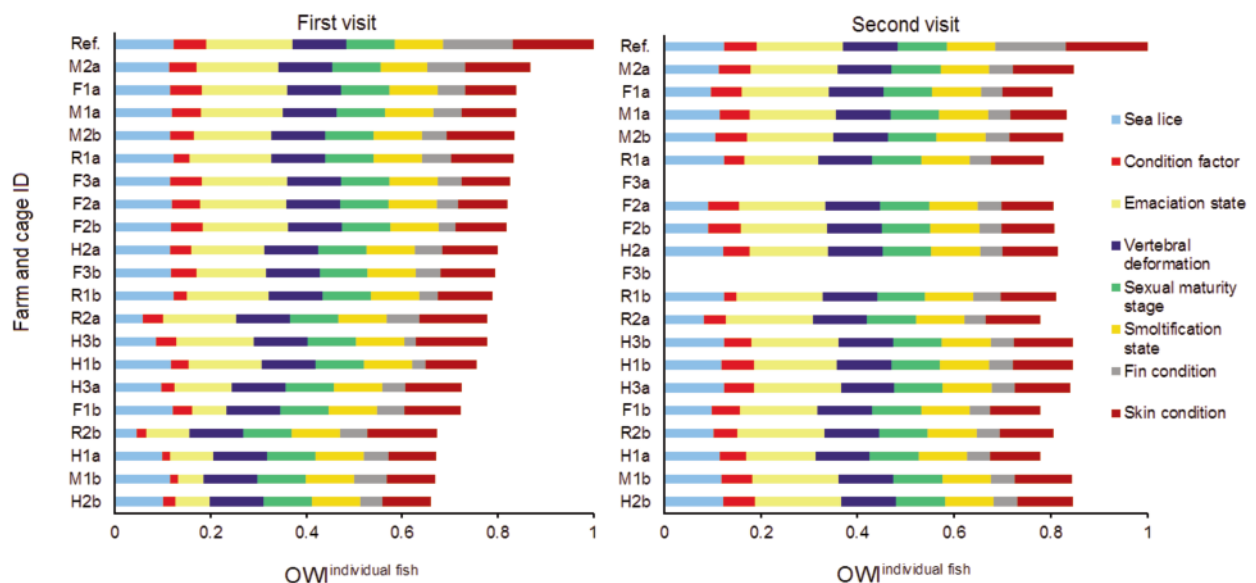 First visit
Second visit
Farm and cage ID
Ref.
M2a
F1a
M1a
M2b
R1a
F3a
F2a
F2b
H2a
F3b
R1b
R2a
H3b
H1b
H3a
F1b
R2b
H1a
M1b
H2b
0 0.2 0.4 0.6 0.8 1
OWI individual fish
Ref.
M2a
F1a
M1a
M2b
R1a
F3a
F2a
F2b
H2a
F3b
R1b
R2a
H3b
H1b
H3a
F1b
R2b
H1a
M1b
H2b
0 0.2 0.4 0.6 0.8 1
OWI individual fish
Sea lice
Condition factor
Emaciation state
Vertebral
deformation
Sexual maturity
stage
Smoltification
state
Fin condition
Skin condition